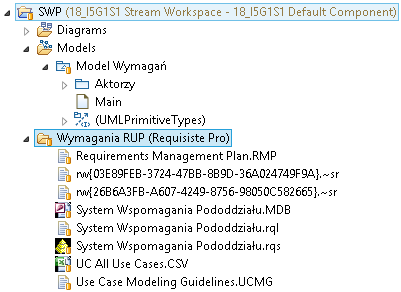 SWP (18_I5G1S1 Stream Workspace - 18_I5G1S1 Default Component)
Diagrams
Models
Model Wymagań
Aktorzy
Main
(UMLPrimitiveTypes)
Wymagania RUP (Requisiste Pro)
Requirements Management Plan.RMP
rw{03E89FEB-3724-47BB-8B9D-36A024749F9A}.~sr
rw{26B6A3FB-A607-4249-8756-98050C582665}.~sr
System Wspomagania Pododdziału.MDB
System Wspomagania Pododdziału.rql
System Wspomagania Pododdziału.rqs
UC All Use Cases.CSV
Use Case Modeling Guidelines.UCMG